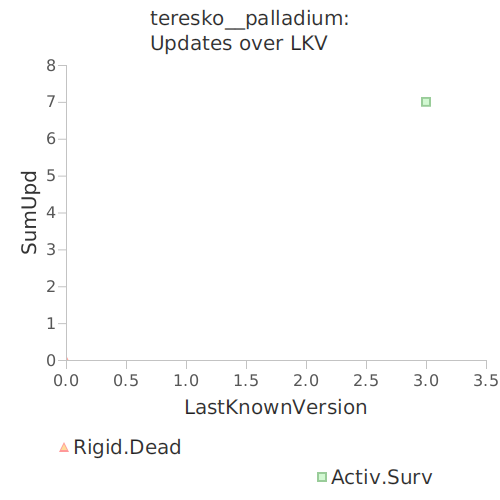 teresko__palladium:
Updates over LKV
8
7
6
5
4
3
2
1
0
SumUpd
0.0 0.5 1.0 1.5 2.0 2.5 3.0 3.5
LastKnownVersion
Rigid.Dead
Activ.Surv